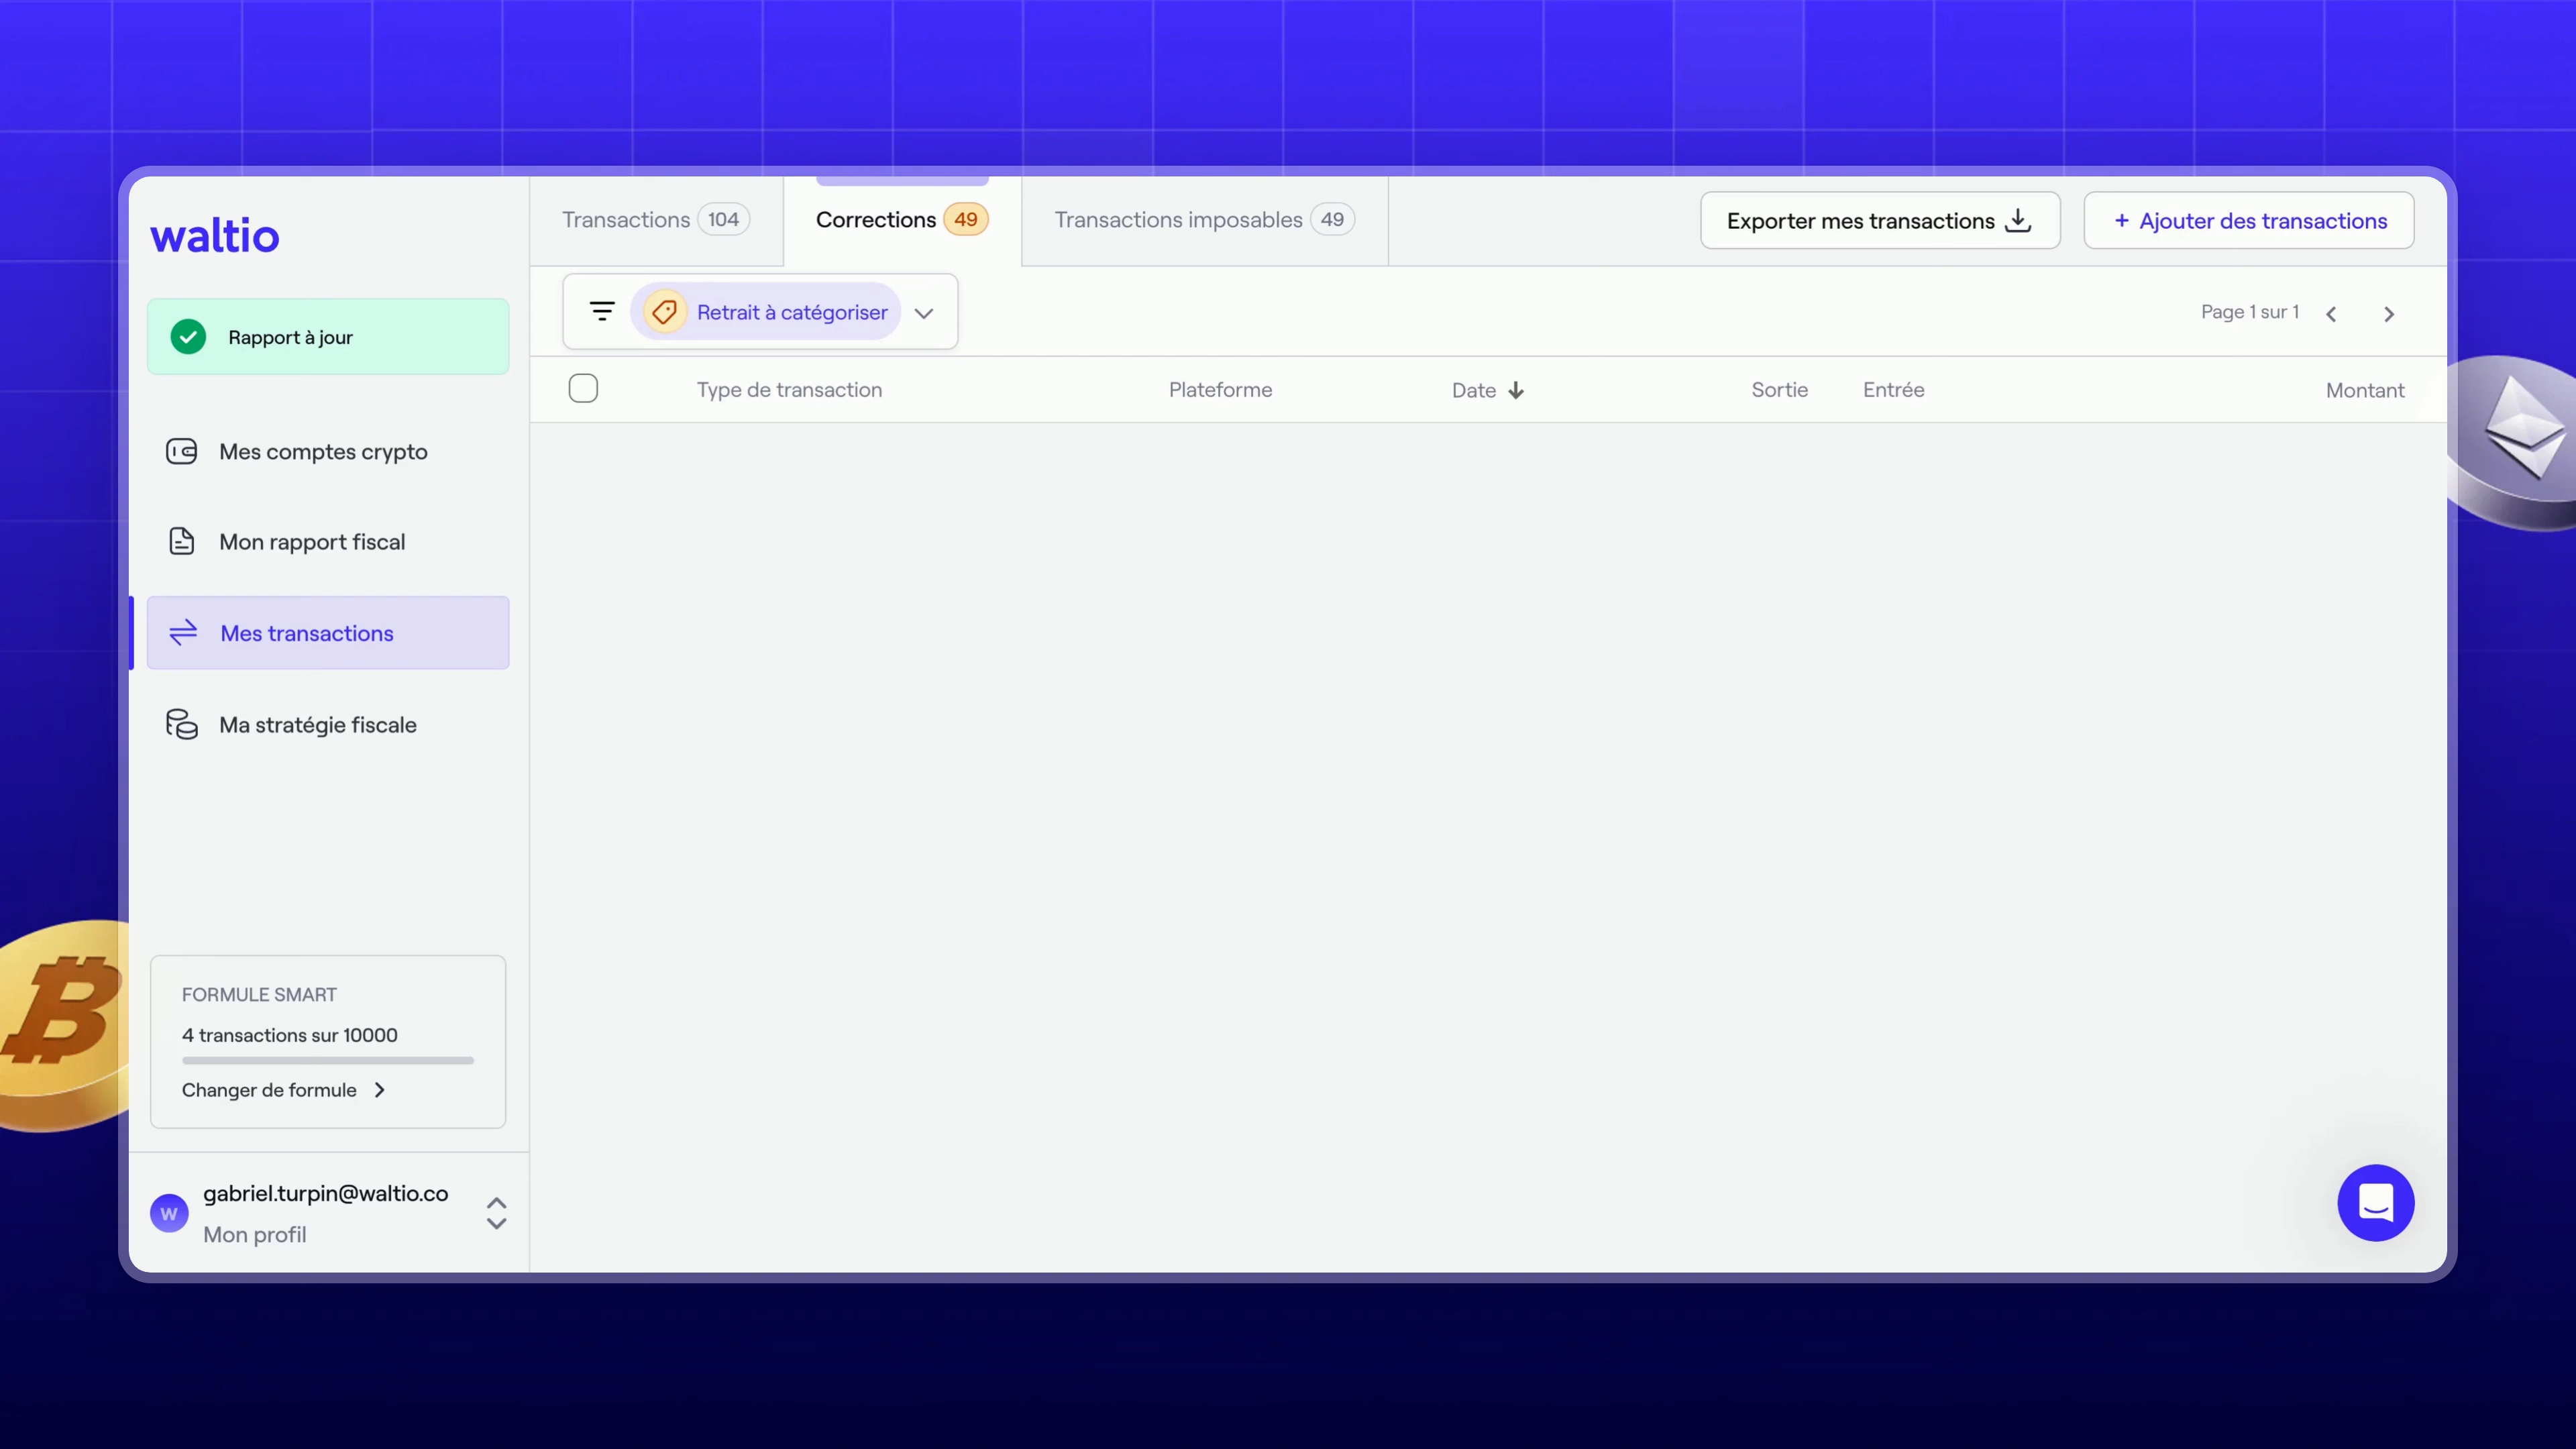 waltio
Rapport à jour
Mes comptes crypto
Mon rapport fiscal
Mes transactions
Ma stratégie fiscale
FORMULE SMART
4 transactions sur 10000
Changer de formule
W
gabriel.turpin@waltio.co
Mon profil
Transactions 104
Corrections 49
Transactions imposables 49
Exporter mes transactions
+ Ajouter des transactions
Retrait à catégoriser
Page 1 sur 1
Type de transaction Plateforme Date Sortie Entrée Montant